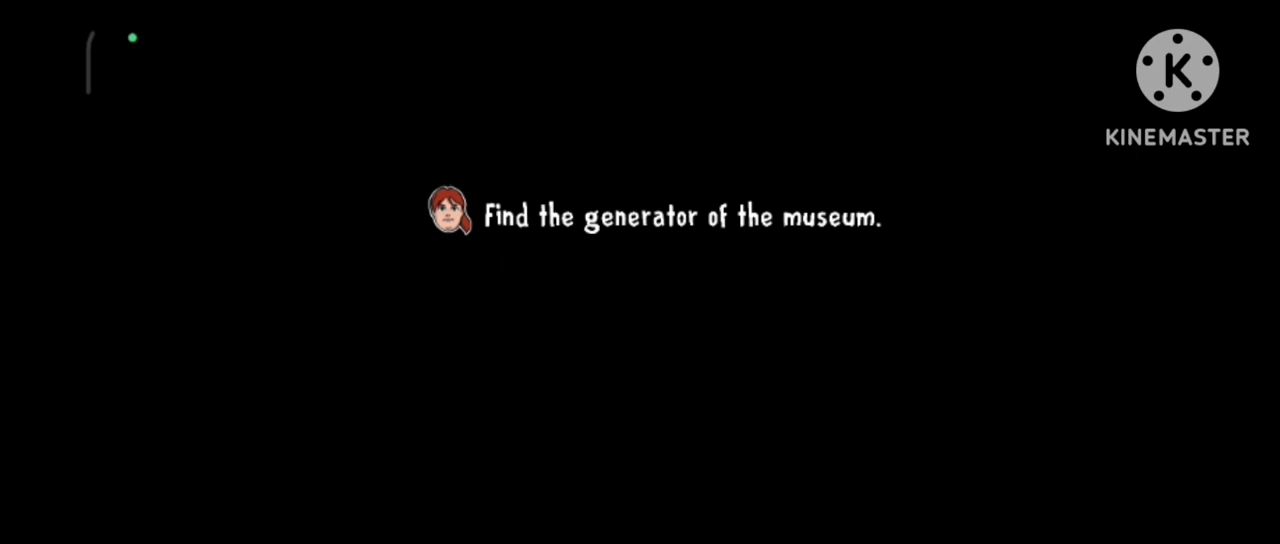 K
KINEMASTER
Find the generator of the museum.